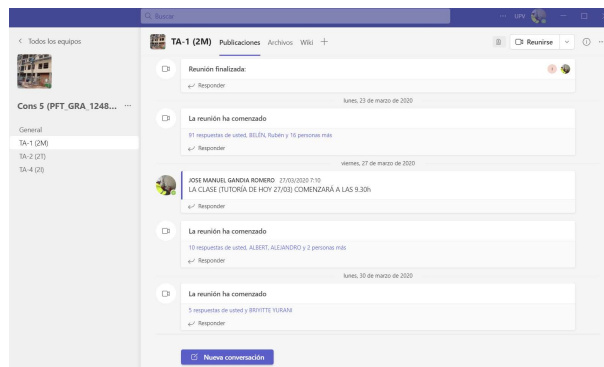 Buscar
UPV
Todos los equipos
Cons 5 (PFT_GRA_1248...
General
TA-1 (2M)
TA-2 (2T)
TA-4 (2I)
TA-1 (2M) Publicaciones Archivos Wiki
Reunirse
Reunión finalizada:
Responder
lunes, 23 de marzo de 2020
La reunión ha comenzado
91 respuestas de usted, BILÉN, Rubén y 16 personas más
Responder
viernes, 27 de marzo de 2020
JOSE MANUEL GANDIA ROMERO 27/03/2020 7:10
LA CLASE (TUTORÍA DE HOY 27/03) COMENZARÁ A LAS 9.30h
Responder
La reunión ha comenzado
10 respuestas de usted, ALBERT, ALEJANDRO y 2 personas más
Responder
lunes, 30 de marzo de 2020
La reunión ha comenzado
5 respuestas de usted y BRIYITTE YURANI
Responder
Nueva conversación